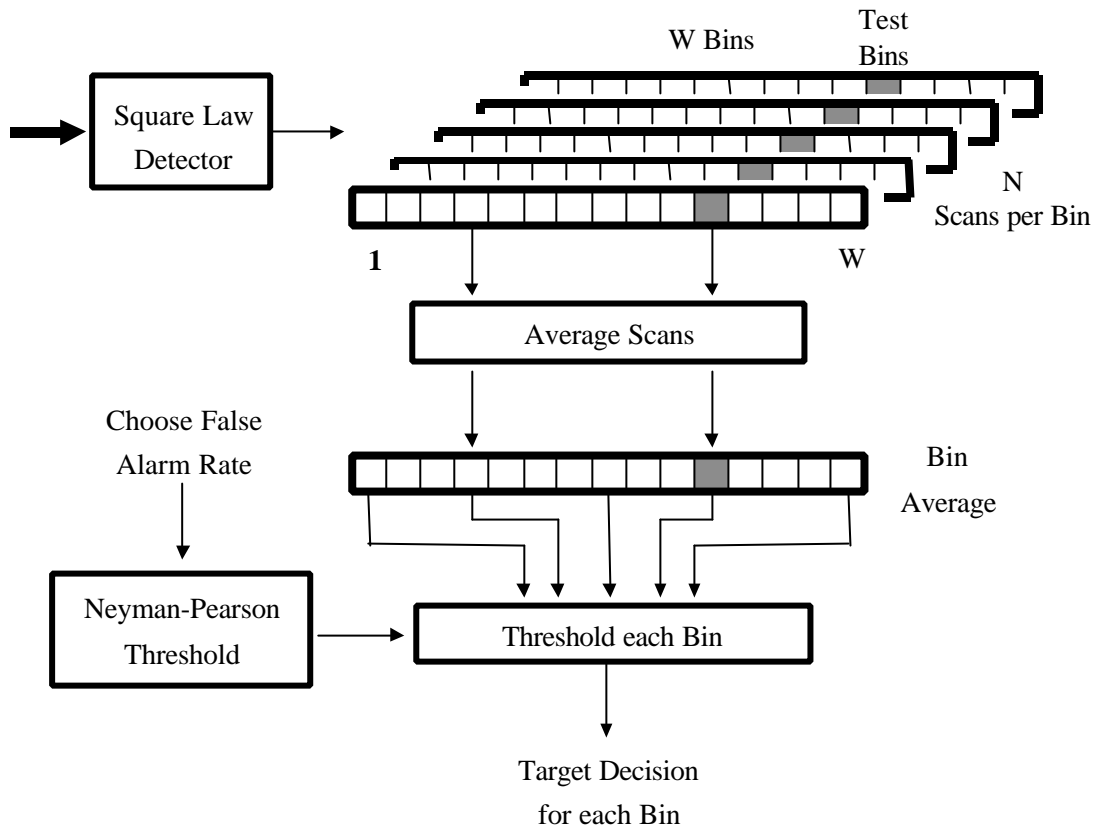 W Bins
Test
Bins
Square Law
Detector
N
Scans per Bin
1
W
Average Scans
Choose False
Alarm Rate
Bin
Average
Neyman-Pearson
Threshold
Threshold each Bin
Target Decision
for each Bin